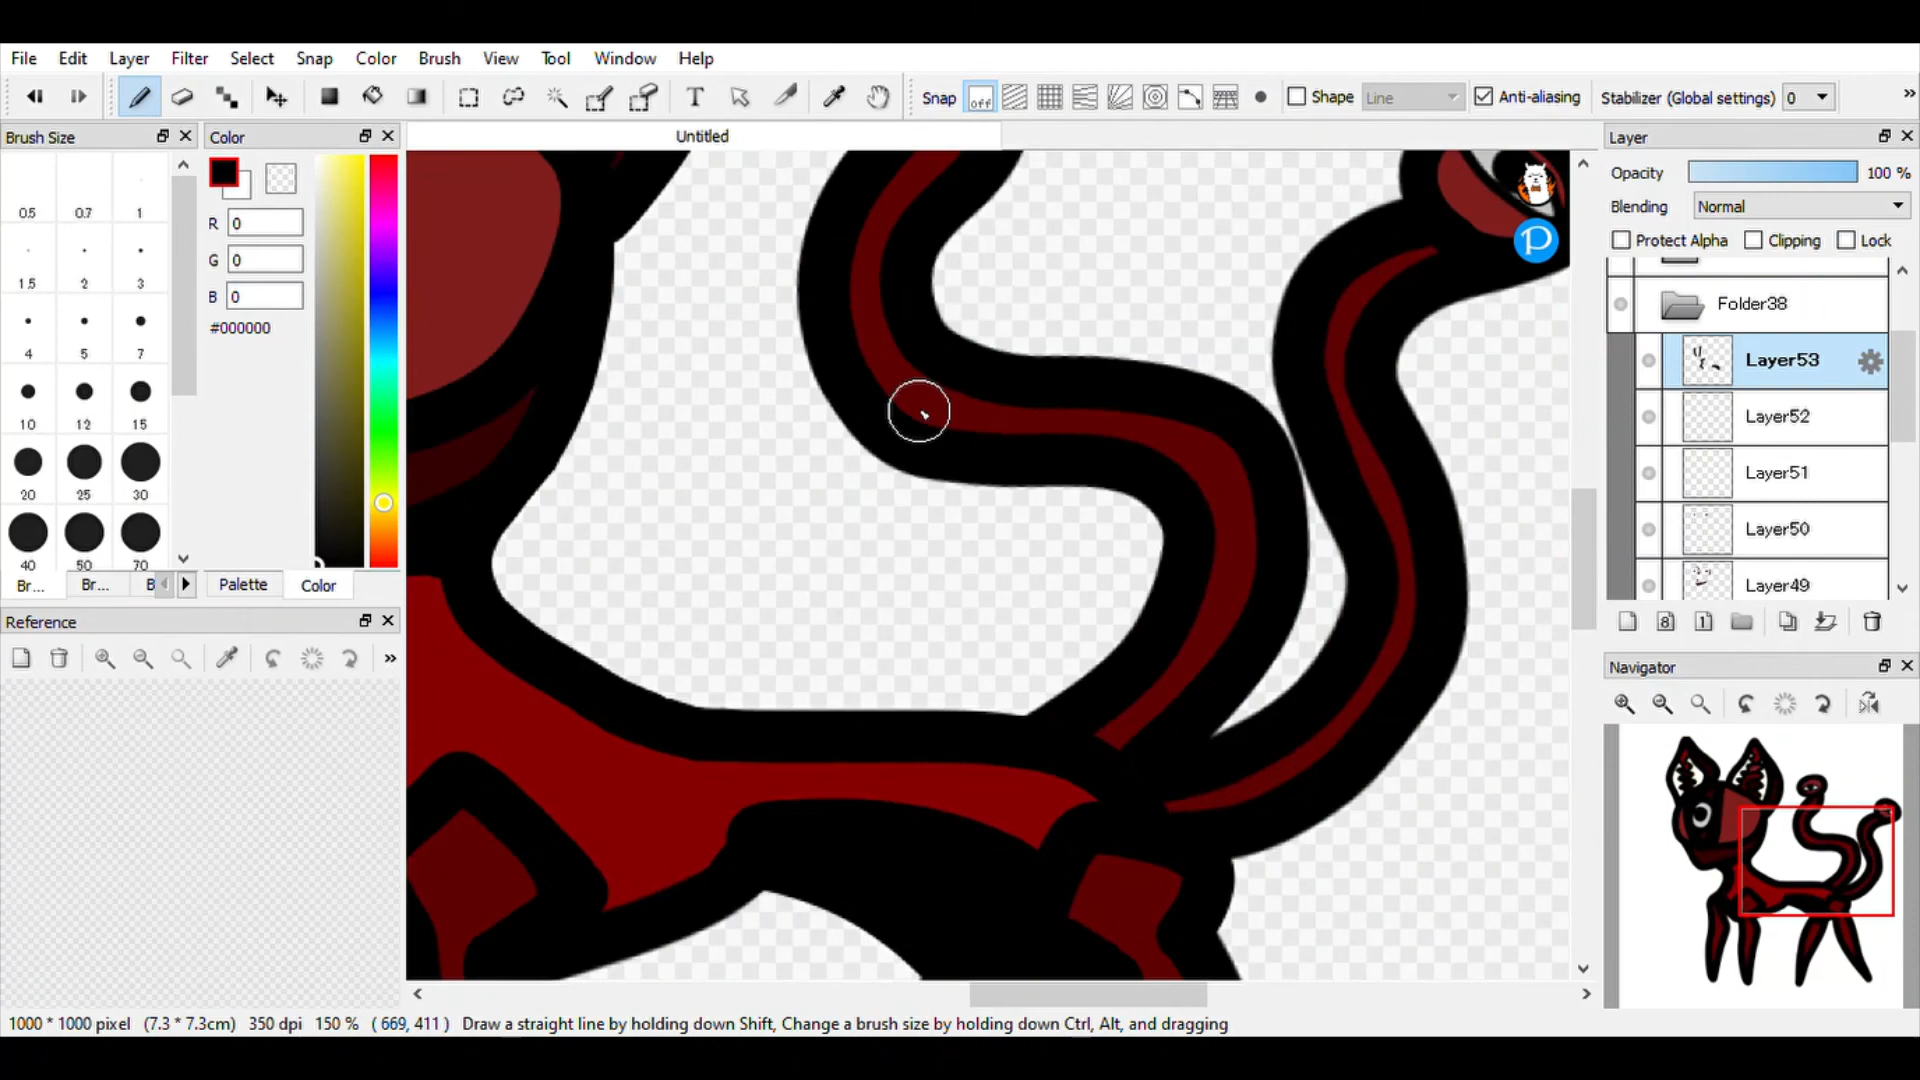 File Edit Layer Filter Select Snap Color Brush View Tool Window Help
T Snap off Shape Line Anti-aliasing Stabilizer (Global settings) 0 »
Brush Size Color Untitled Layer
0.5 0.7 1
1.5 2 3
4 5 7
10 12 15
20 25 30
40 50 70
Br... Br... B
R 0
G 0
B 0
#000000
Palette Color
Reference
»
P
Opacity 100 %
Blending Normal
Protect Alpha Clipping Lock
Folder38
Layer53
Layer52
Layer51
Layer50
Layer49
8 1
Navigator
1000 * 1000 pixel (7.3 * 7.3cm) 350 dpi 150 % ( 669, 411 ) Draw a straight line by holding down Shift, Change a brush size by holding down Ctrl, Alt, and dragging